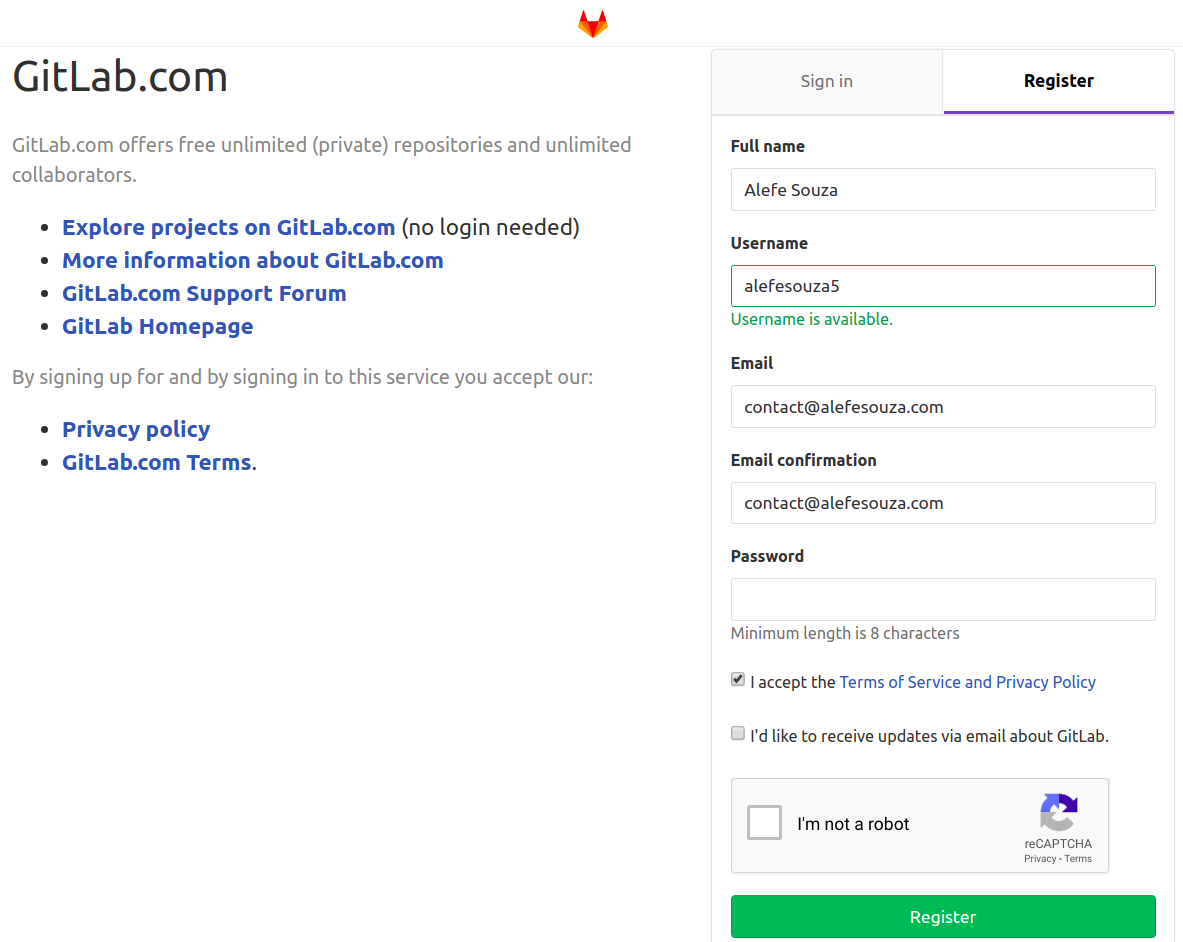 GitLab.com
GitLab.com offers free unlimited (private) repositories and unlimited
collaborators.
Explore projects on GitLab.com (no login needed)
More information about GitLab.com
GitLab.com Support Forum
GitLab Homepage
By signing up for and by signing in to this service you accept our:
Privacy policy
GitLab.com Terms.
Sign in
Register
Full name
Alefe Souza
Username
alefesouza5
Username is available.
Email
contact@alefesouza.com
Email confirmation
contact@alefesouza.com
Password
Minimum length is 8 characters
I accept the Terms of Service and Privacy Policy
I'd like to receive updates via email about GitLab.
I'm not a robot
reCAPTCHA
Privacy - Terms
Register